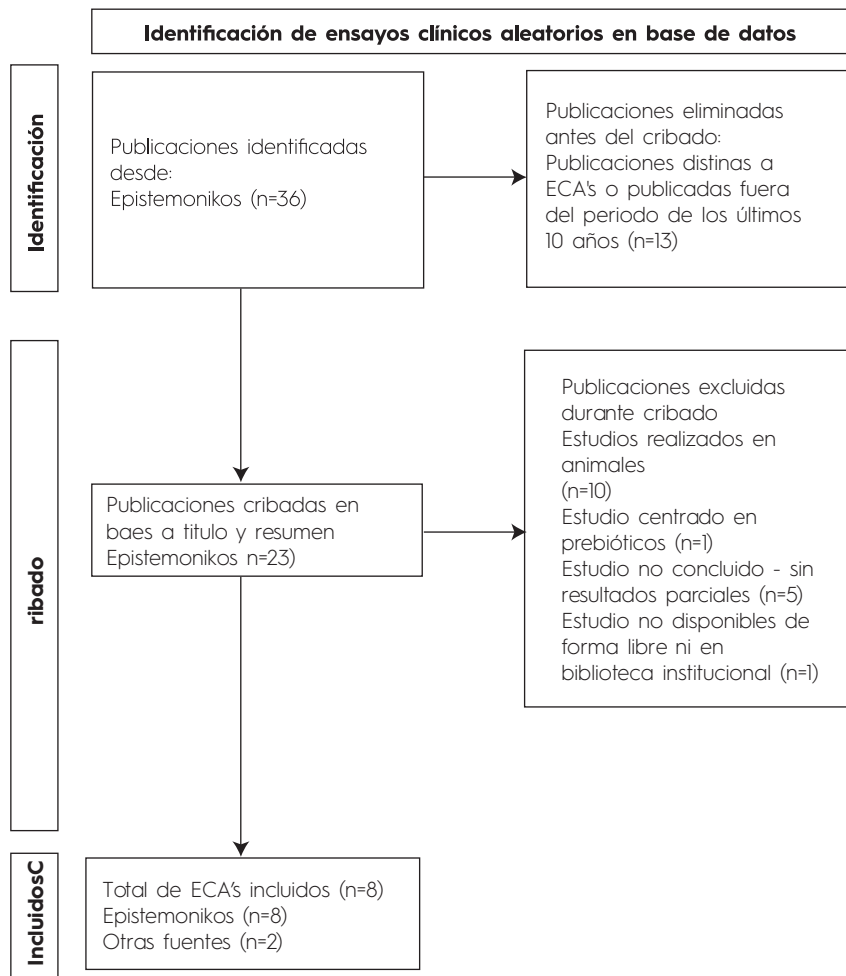 Identificación de ensayos clínicos aleatorios en base de datos
Identificación
Publicaciones identificadas
desde:
Epistemonikos (n=36)
Publicaciones eliminadas
antes del cribado:
Publicaciones distinas a
ECA's o publicadas fuera
del periodo de los últimos
10 años (n=13)
ribado
Publicaciones cribadas en
baes a titulo y resumen
Epistemonikos n=23)
Publicaciones excluidas
durante cribado
Estudios realizados en
animales
(n=10)
Estudio centrado en
prebióticos (n=1)
Estudio no concluido - sin
resultados parciales (n=5)
Estudio no disponibles de
forma libre ni en
biblioteca institucional (n=1)
IncluidosC
Total de ECA's incluidos (n=8)
Epistemonikos (n=8)
Otras fuentes (n=2)